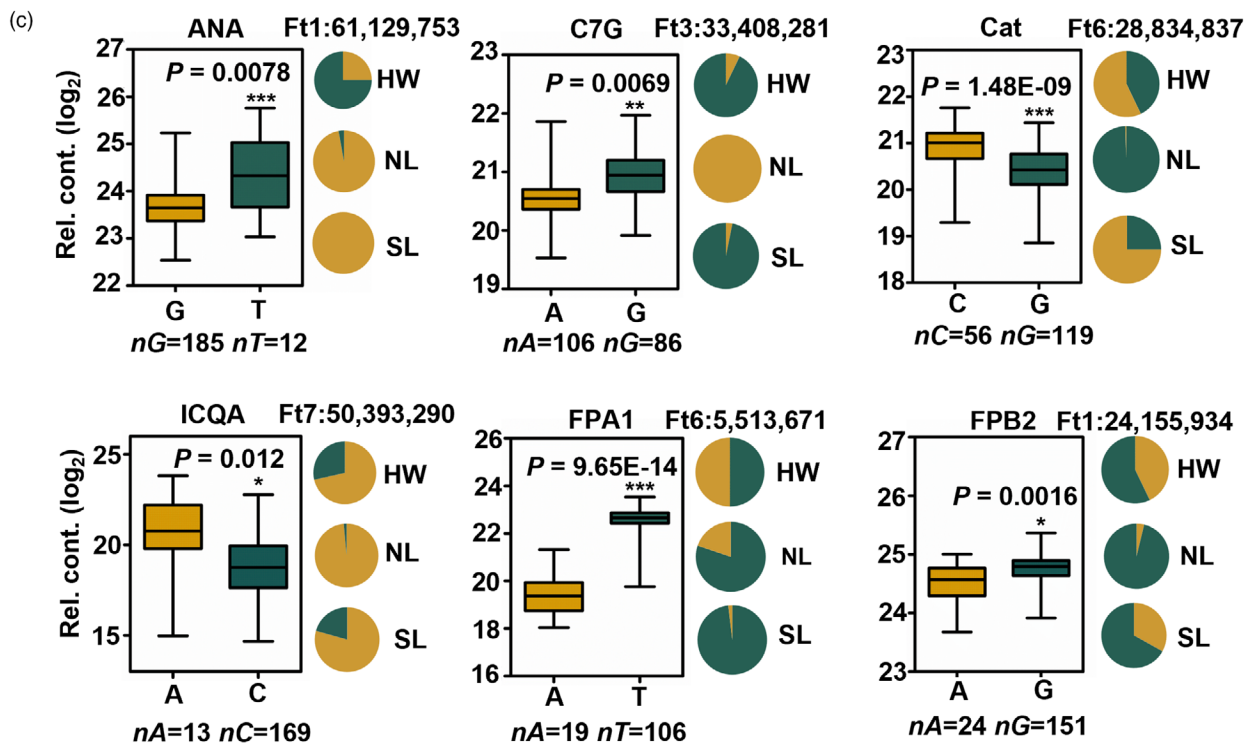 (c)
ANA Ft1:61,129,753
Rel. cont. (log2)
27
26
25
24
23
22
P = 0.0078
***
G T
nG=185 nT=12
HW
NL
SL
C7G Ft3:33,408,281
23
22
21
20
19
P = 0.0069
**
A G
nA=106 nG=86
HW
NL
SL
Cat Ft6:28,834,837
23
22
21
20
19
18
P = 1.48E-09
***
C G
nC=56 nG=119
HW
NL
SL
ICQA Ft7:50,393,290
Rel. cont. (log2)
25
20
15
P = 0.012
*
A C
nA=13 nC=169
HW
NL
SL
FPA1 Ft6:5,513,671
26
24
22
20
18
16
P = 9.65E-14
***
A T
nA=19 nT=106
HW
NL
SL
FPB2 Ft1:24,155,934
27
26
25
24
23
P = 0.0016
*
A G
nA=24 nG=151
HW
NL
SL